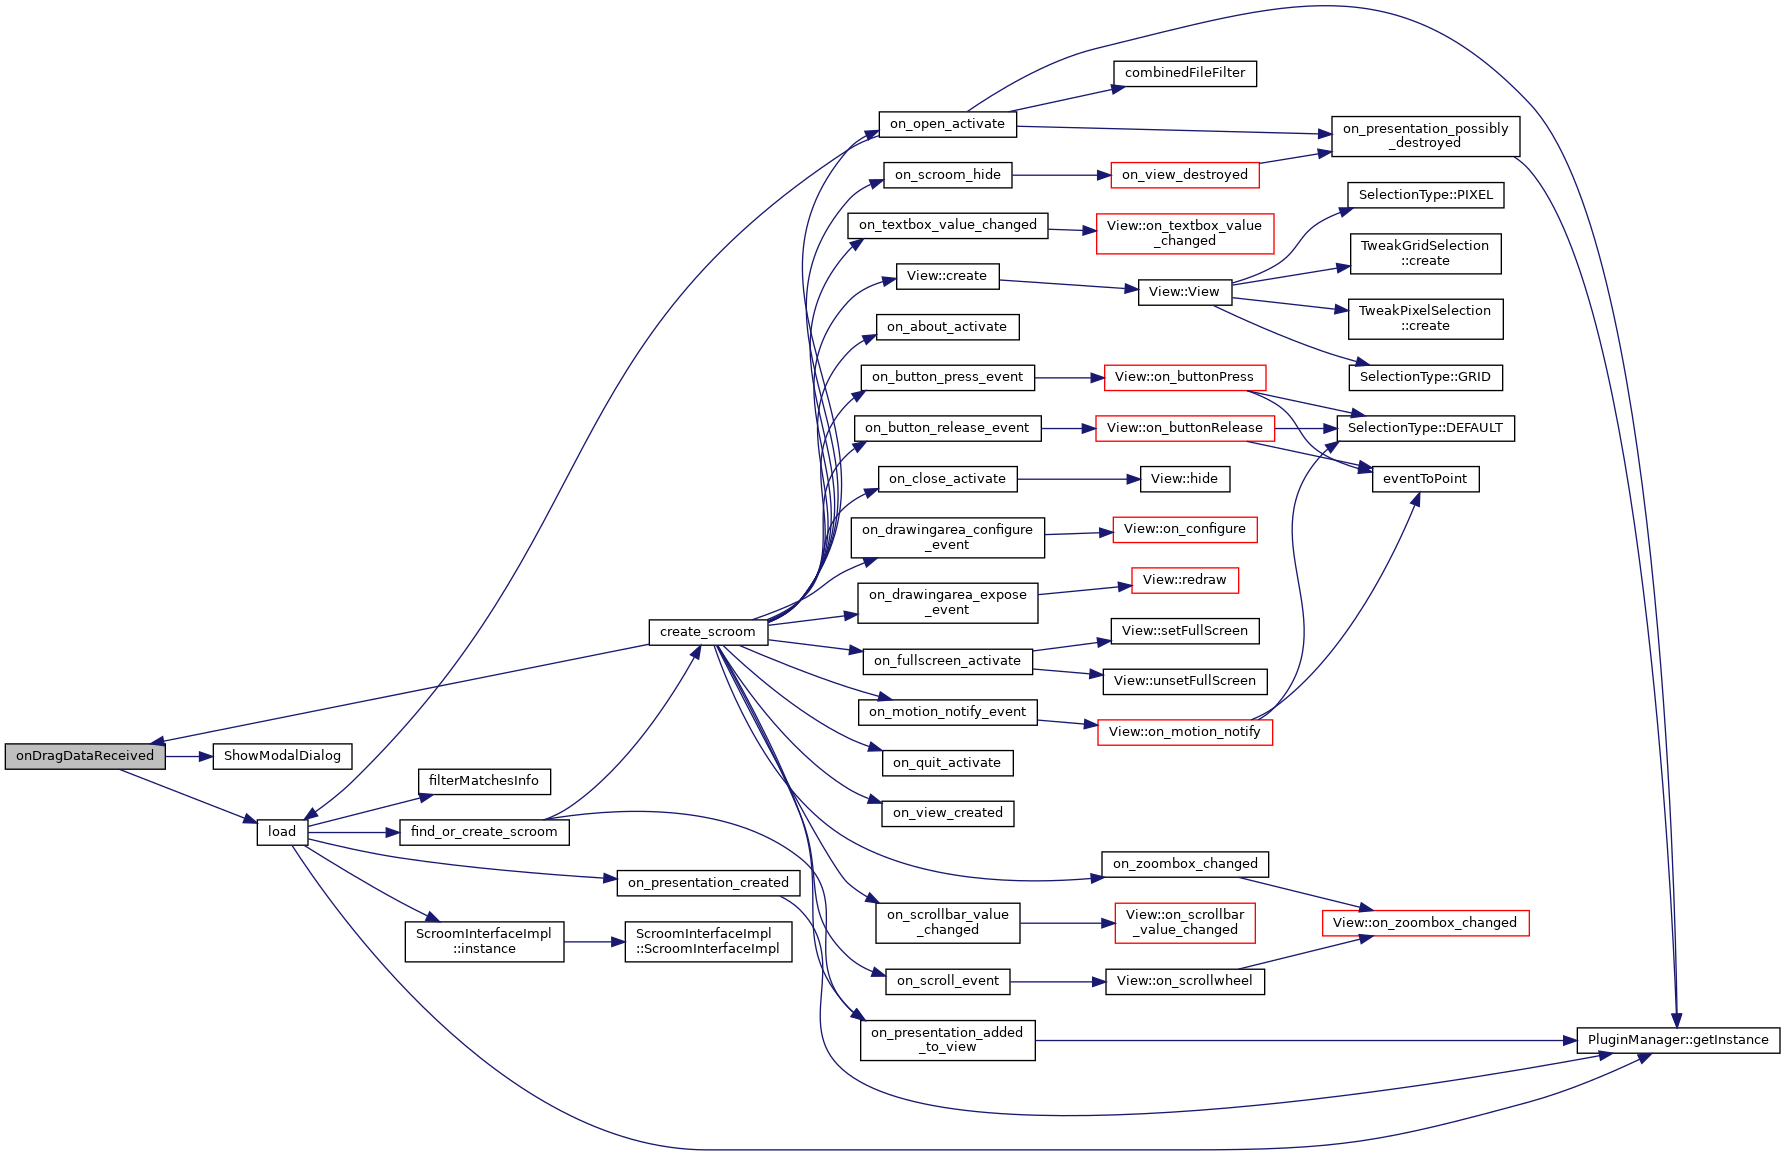 onDragDataReceived
ShowModalDialog
load
filterMatchesInfo
find_or_create_scroom
on_presentation_created
ScroomInterfaceImpl
::instance
ScroomInterfaceImpl
::ScroomInterfaceImpl
create_scroom
on_open_activate
on_scroom_hide
on_textbox_value_changed
View::create
on_about_activate
on_button_press_event
on_button_release_event
on_close_activate
on_drawingarea_configure
_event
on_drawingarea_expose
_event
on_fullscreen_activate
on_motion_notify_event
on_quit_activate
on_view_created
on_zoombox_changed
on_scrollbar_value
_changed
on_scroll_event
on_presentation_added
_to_view
combinedFileFilter
on_view_destroyed
View::on_textbox_value
_changed
View::View
View::on_buttonPress
View::on_buttonRelease
View::hide
View::on_configure
View::redraw
View::setFullScreen
View::unsetFullScreen
View::on_motion_notify
View::on_scrollbar
_value_changed
View::on_scrollwheel
on_presentation_possibly
_destroyed
SelectionType::PIXEL
TweakGridSelection
::create
TweakPixelSelection
::create
SelectionType::GRID
SelectionType::DEFAULT
eventToPoint
View::on_zoombox_changed
PluginManager::getInstance